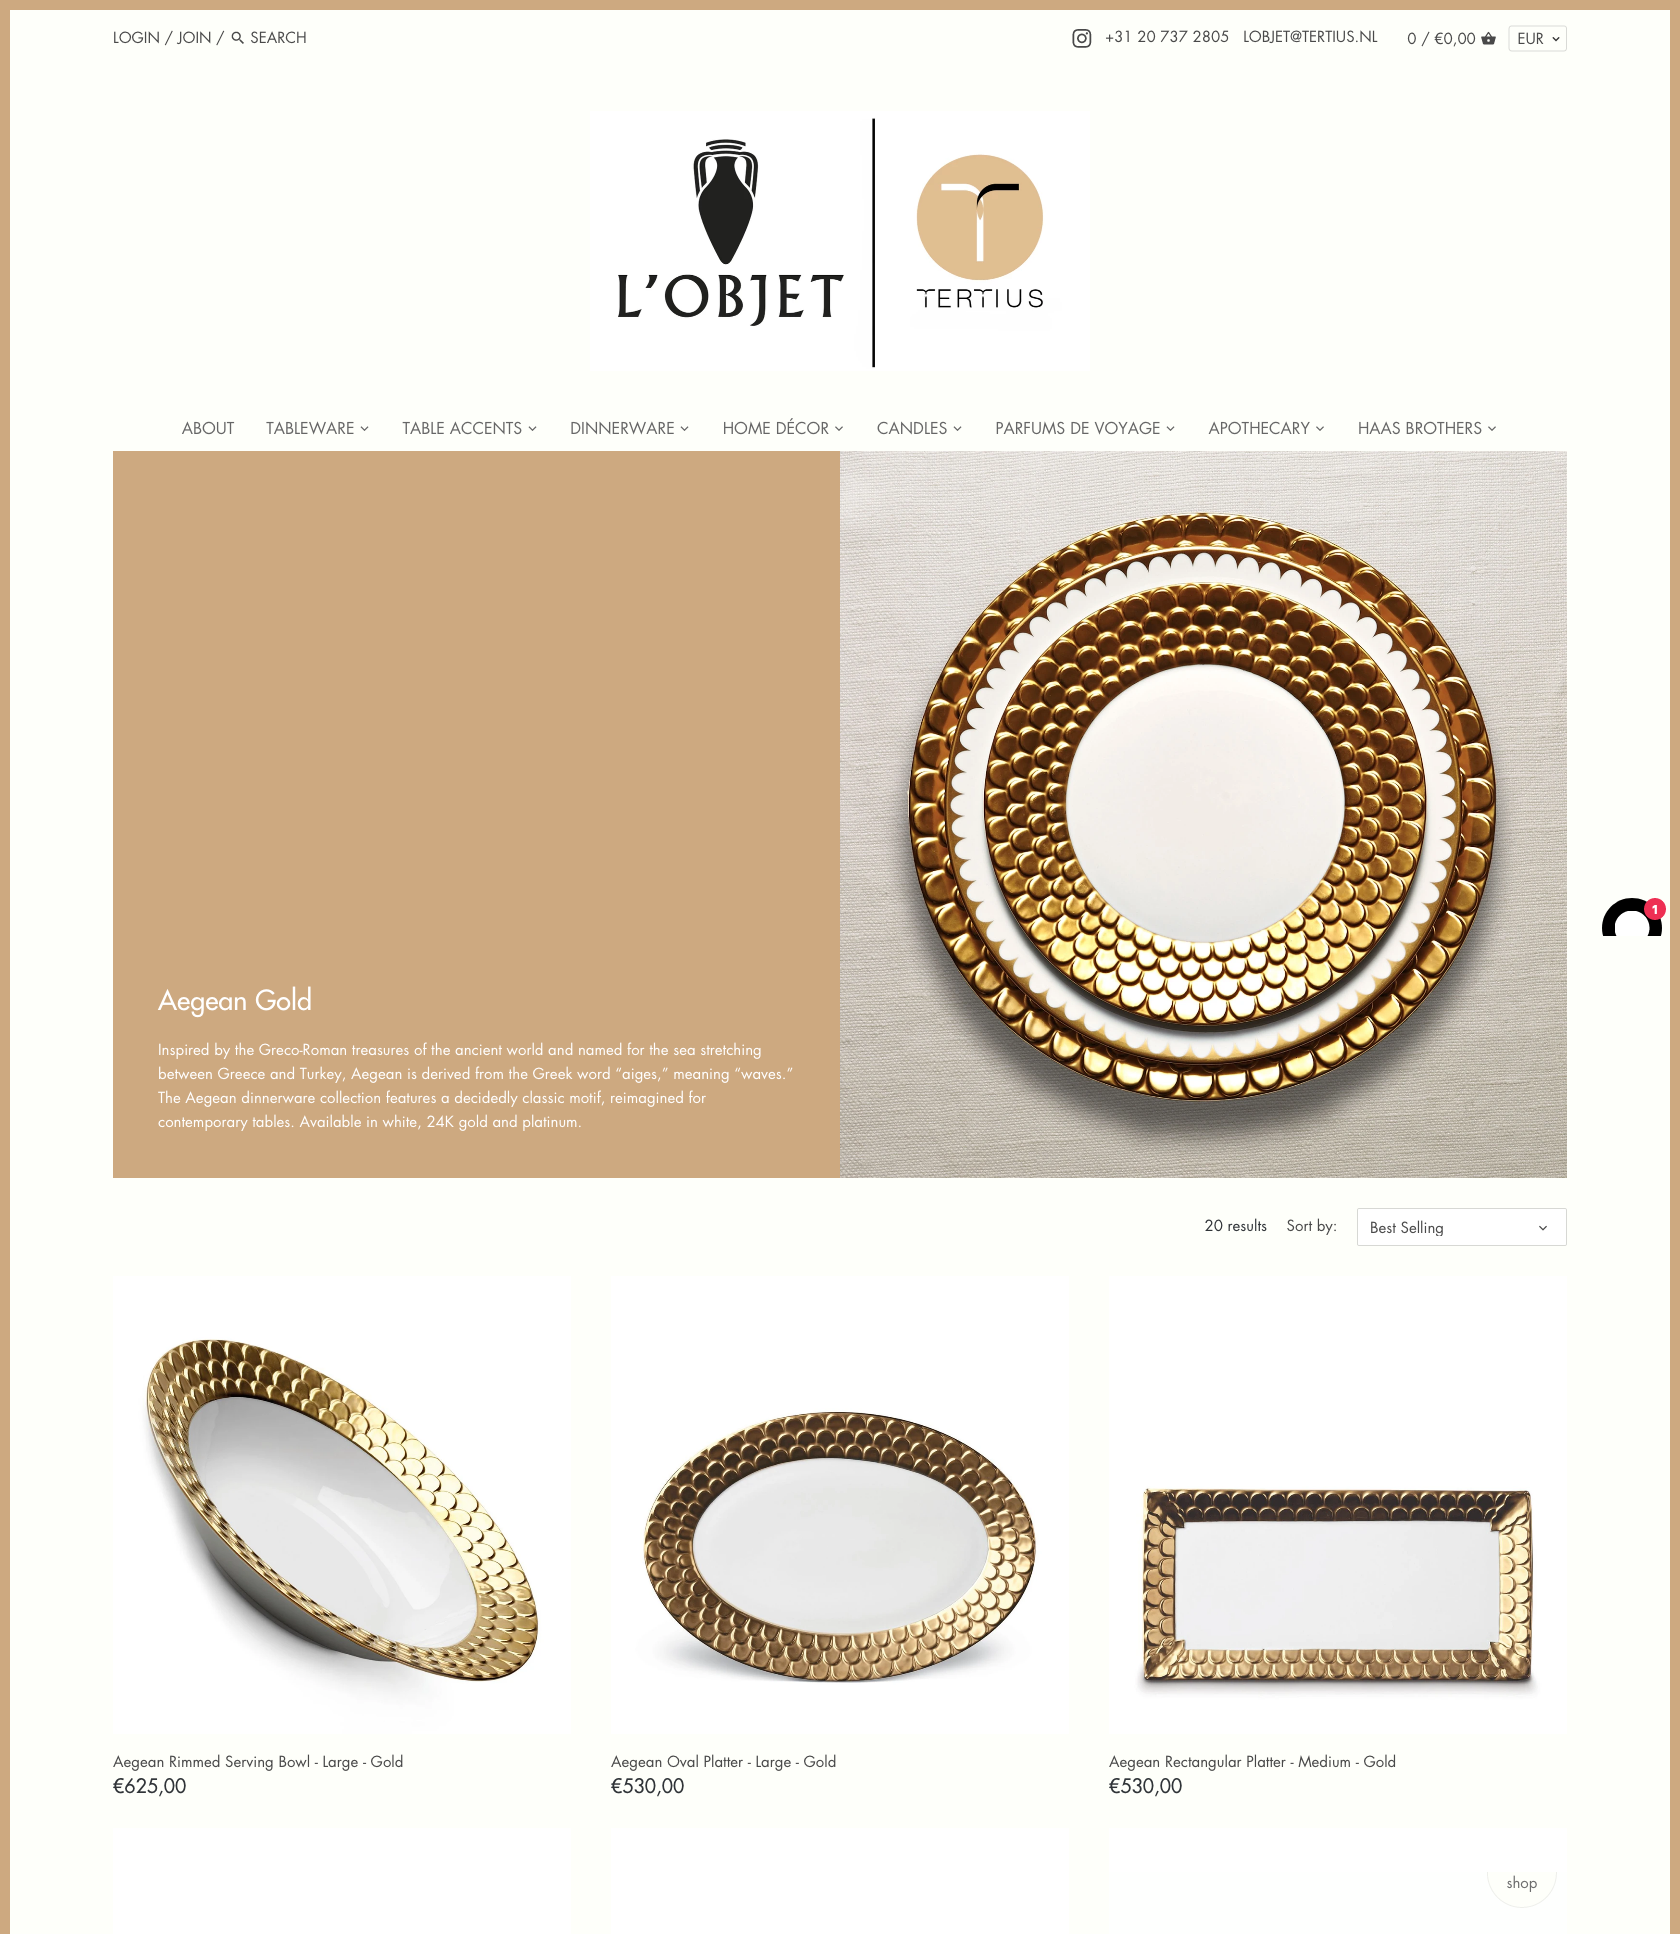 LOGIN / JOIN / SEARCH
+31 20 737 2805 LOBJET@TERTIUS.NL 0 / €0,00 EUR
L'OBJET
TERTIUS
ABOUT TABLEWARE TABLE ACCENTS DINNERWARE HOME DÉCOR CANDLES PARFUMS DE VOYAGE APOTHECARY HAAS BROTHERS
1
Aegean Gold
Inspired by the Greco-Roman treasures of the ancient world and named for the sea stretching
between Greece and Turkey, Aegean is derived from the Greek word “aiges,” meaning “waves.”
The Aegean dinnerware collection features a decidedly classic motif, reimagined for
contemporary tables. Available in white, 24K gold and platinum.
20 results Sort by: Best Selling
Aegean Rimmed Serving Bowl - Large - Gold
€625,00
Aegean Oval Platter - Large - Gold
€530,00
Aegean Rectangular Platter - Medium - Gold
€530,00
shop